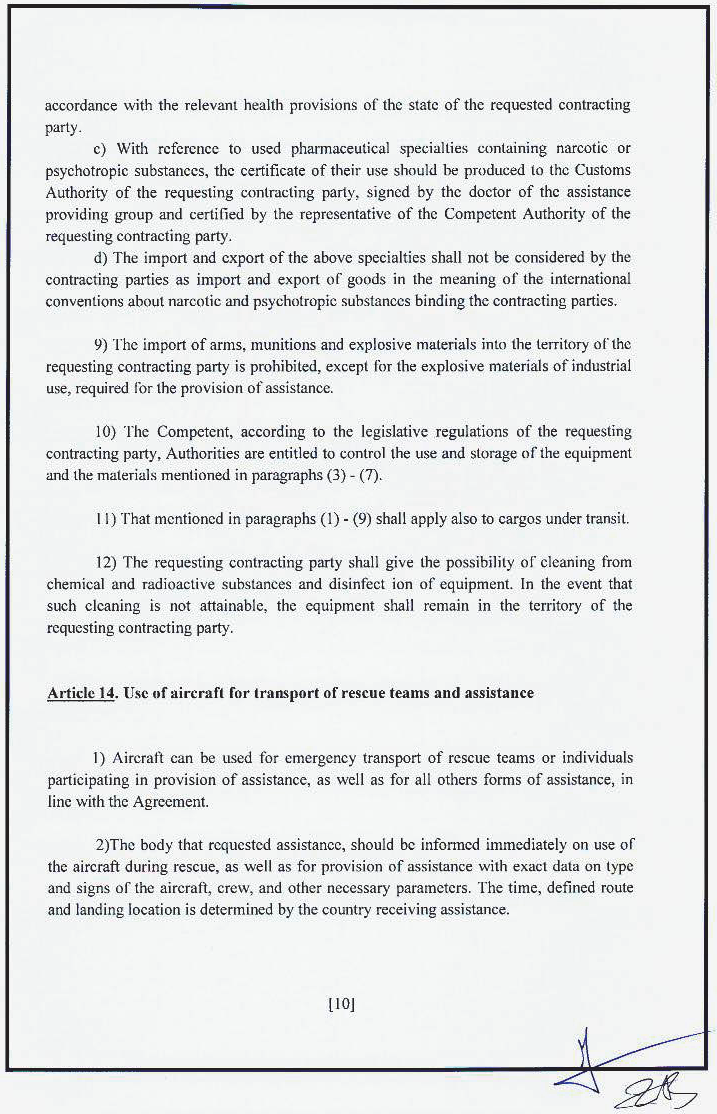 accordance with the relevant health provisions of the state of the requested contracting
party.
c) With reference to used pharmaceutical specialties containing narcotic or
psychotropic substances, the certificate of their use should be produced to the Customs
Authority of the requesting contracting party, signed by the doctor of the assistance
providing group and certified by the representative of the Competent Authority of the
requesting contracting party.
d) The import and export of the above specialties shall not be considered by the
contracting parties as import and export of goods in the meaning of the international
conventions about narcotic and psychotropic substances binding the contracting parties.
9) The import of arms, munitions and explosive materials into the territory of the
requesting contracting party is prohibited, except for the explosive materials of industrial
use, required for the provision of assistance.
10) The Competent, according to the legislative regulations of the requesting
contracting party, Authorities are entitled to control the use and storage of the equipment
and the materials mentioned in paragraphs (3) - (7).
11) That mentioned in paragraphs (1) - (9) shall apply also to cargos under transit.
12) The requesting contracting party shall give the possibility of cleaning from
chemical and radioactive substances and disinfect ion of equipment. In the event that
such cleaning is not attainable, the equipment shall remain in the territory of the
requesting contracting party.
Article 14. Use of aircraft for transport of rescue teams and assistance
1) Aircraft can be used for emergency transport of rescue teams or individuals
participating in provision of assistance, as well as for all others forms of assistance, in
line with the Agreement.
2)The body that requested assistance, should be informed immediately on use of
the aircraft during rescue, as well as for provision of assistance with exact data on type
and signs of the aircraft, crew, and other necessary parameters. The time, defined route
and landing location is determined by the country receiving assistance.
[10]